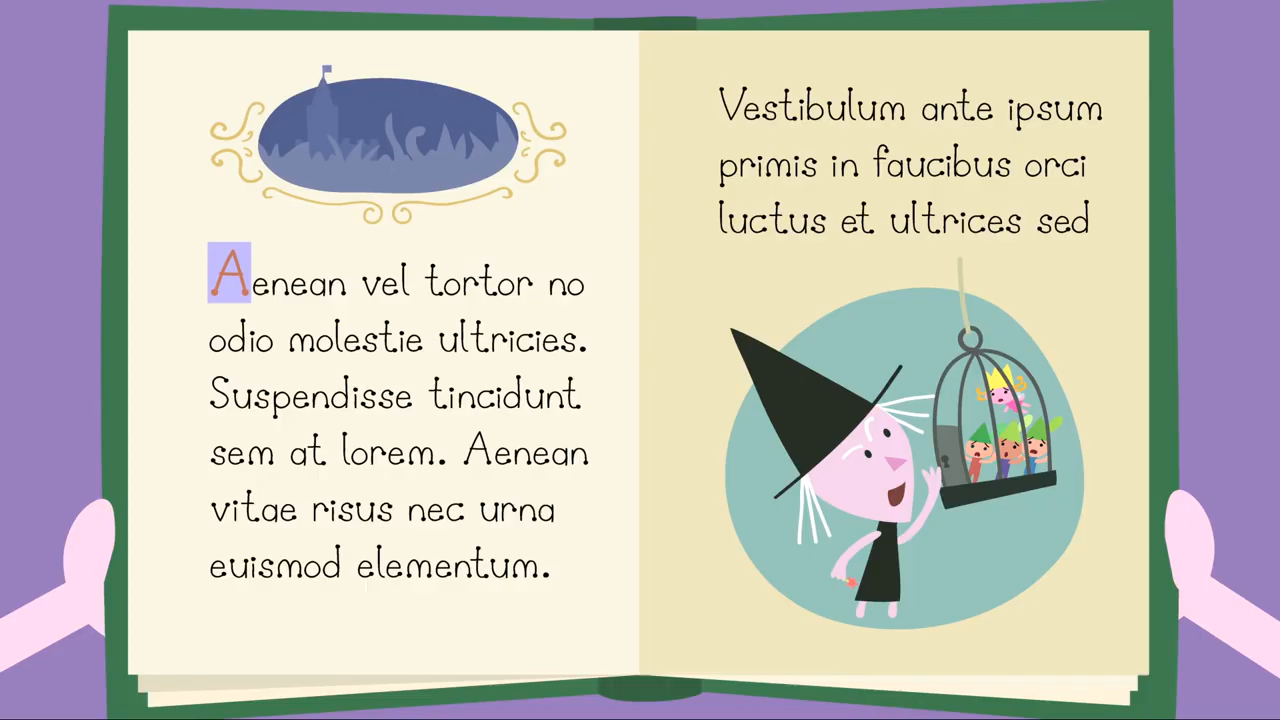 Aenean vel tortor no
odio molestie ultricies.
Suspendisse tincidunt
sem at lorem. Aenean
vitae risus nec urna
euismod elementum.
Vestibulum ante ipsum
primis in faucibus orci
luctus et ultrices sed